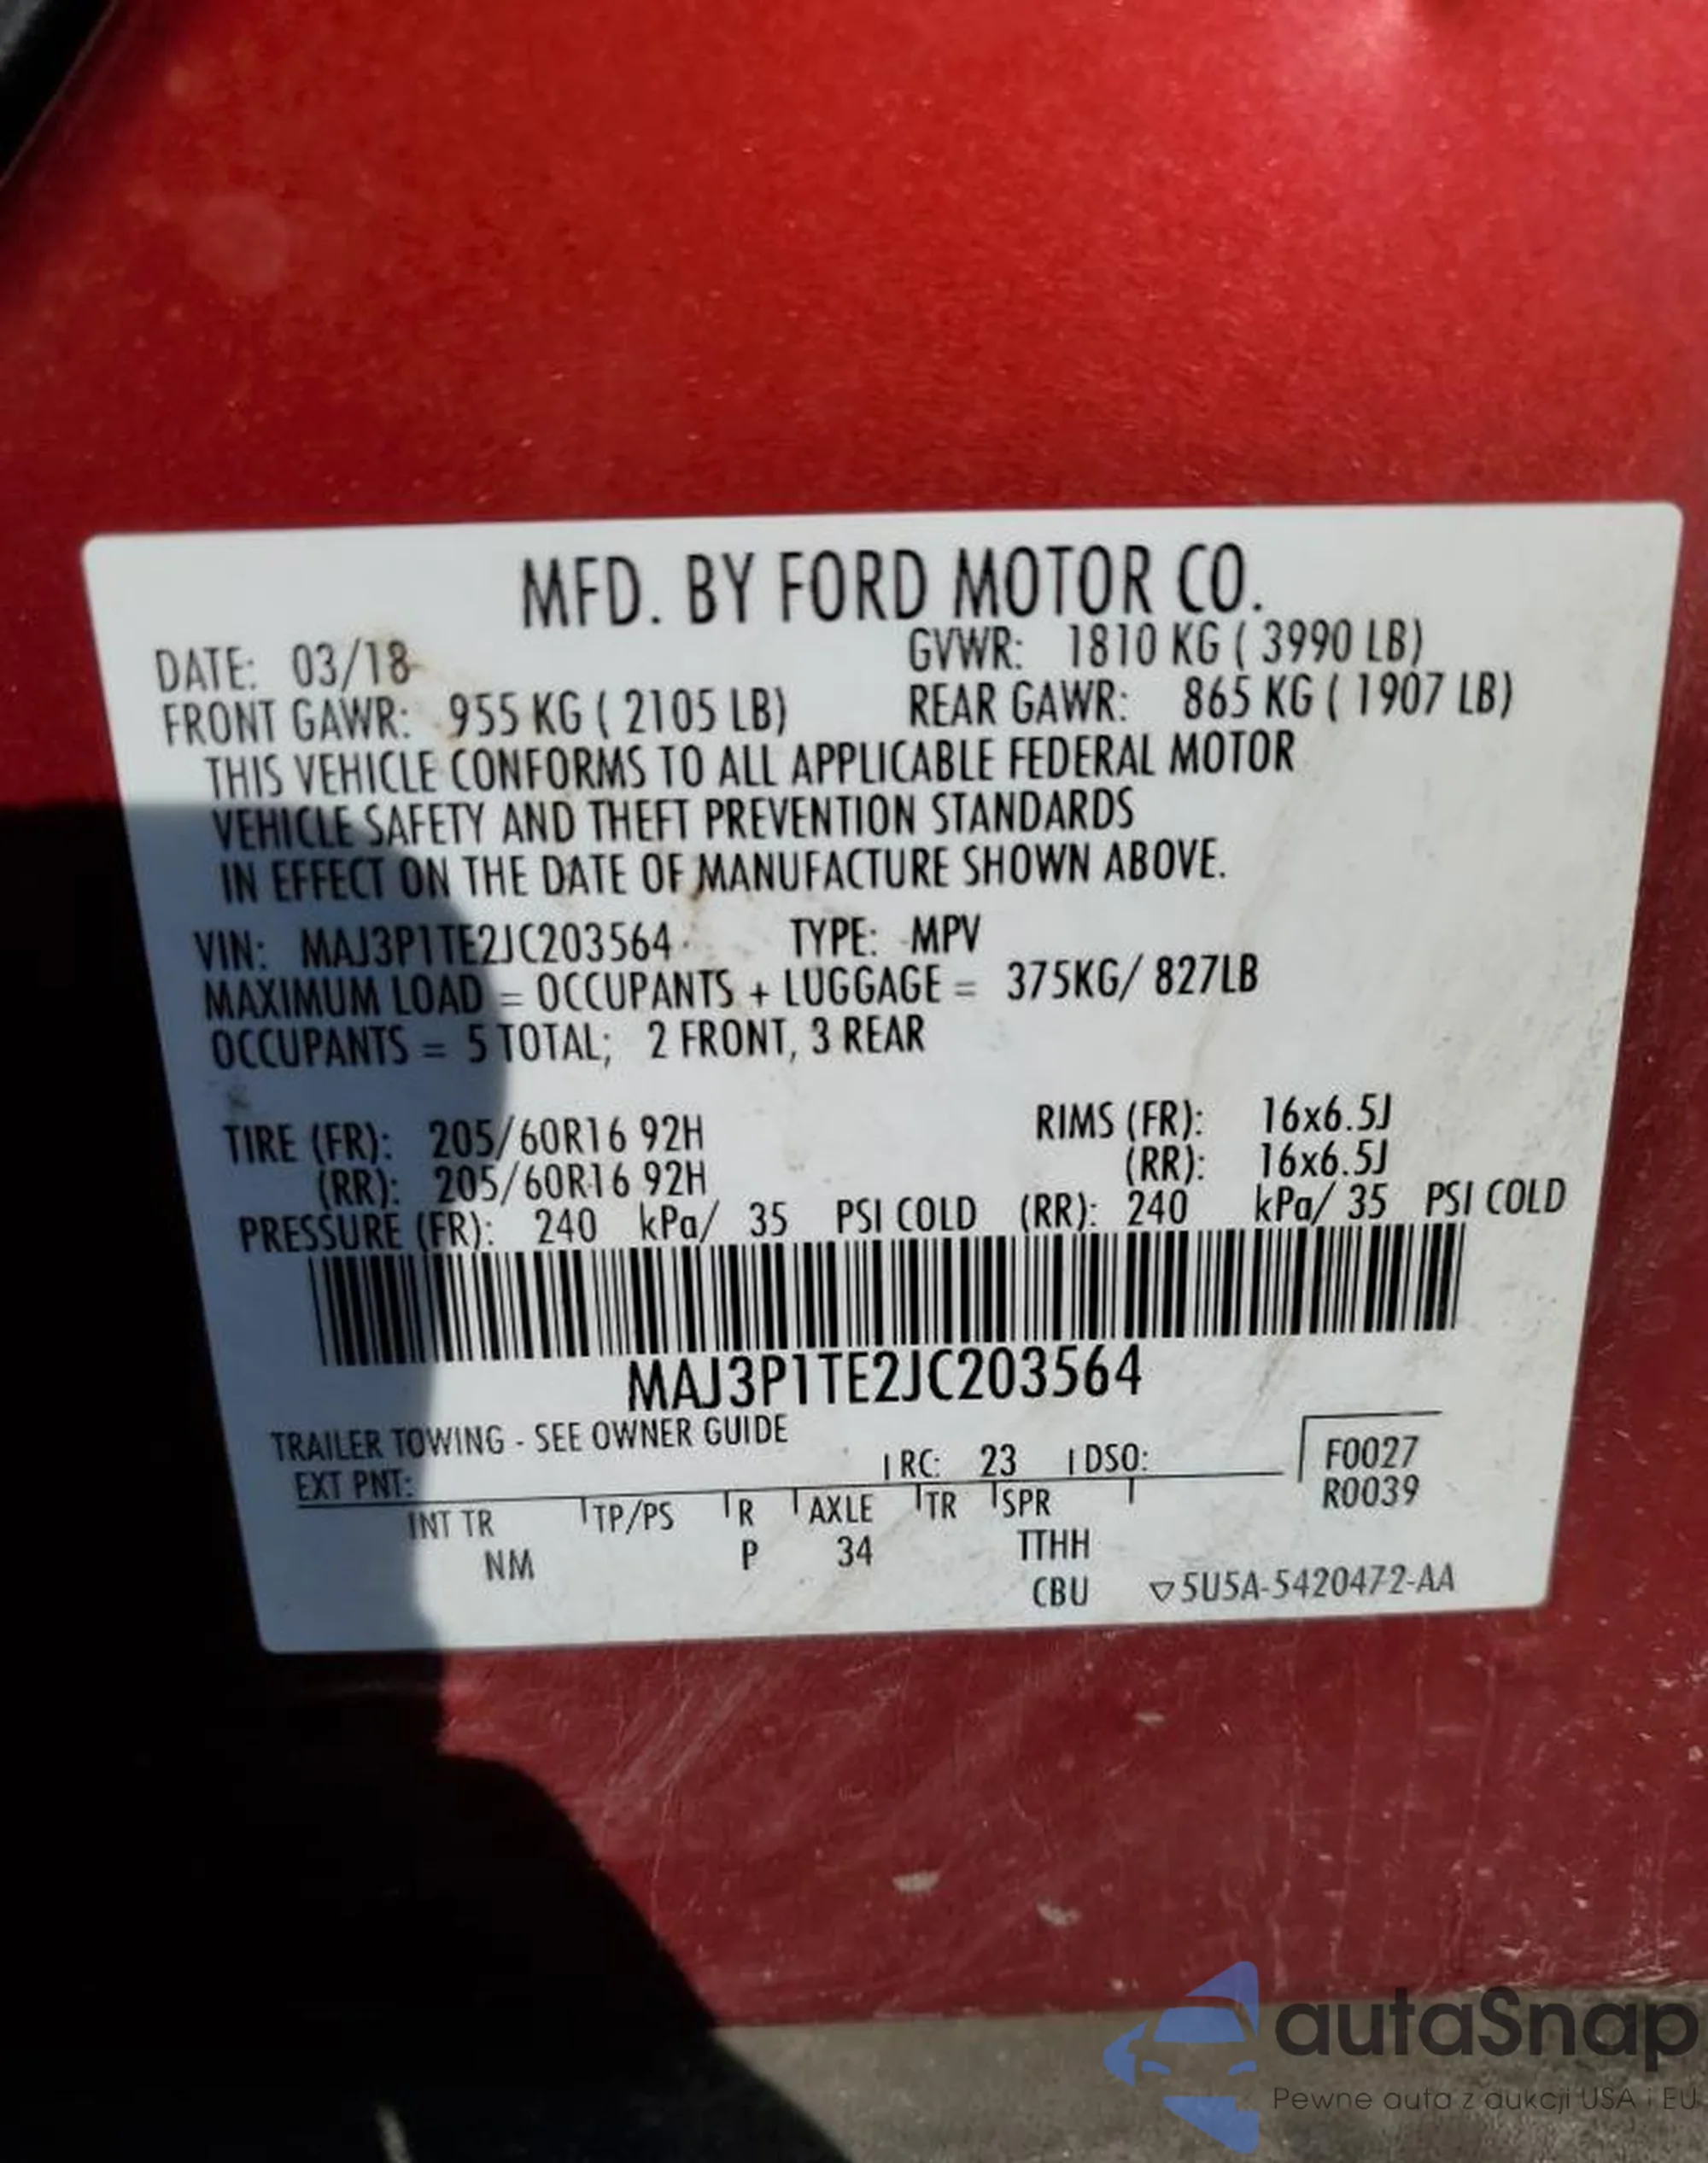 MFD. BY FORD MOTOR CO.
DATE: 03/18 GVWR: 1810 KG ( 3990 LB)
FRONT GAWR: 955 KG ( 2105 LB) REAR GAWR: 865 KG ( 1907 LB)
THIS VEHICLE CONFORMS TO ALL APPLICABLE FEDERAL MOTOR
VEHICLE SAFETY AND THEFT PREVENTION STANDARDS
IN EFFECT ON THE DATE OF MANUFACTURE SHOWN ABOVE.
VIN: MAJ3P1TE2JC203564 TYPE: MPV
MAXIMUM LOAD = OCCUPANTS + LUGGAGE = 375KG/ 827LB
OCCUPANTS = 5 TOTAL; 2 FRONT, 3 REAR
TIRE (FR): 205/60R16 92H RIMS (FR): 16x6.5J
(RR): 205/60R16 92H (RR): 16x6.5J
PRESSURE (FR): 240 kPa/ 35 PSI COLD (RR): 240 kPa/ 35 PSI COLD
MAJ3P1TE2JC203564
TRAILER TOWING - SEE OWNER GUIDE
EXT PNT: RC: 23 DSO: F0027
R0039
INT TR TP/PS R AXLE TR SPR
NM P 34 TTHH
CBU ▽5U5A-5420472-AA
autaSnap
Pewne auta z aukcji USA i EU